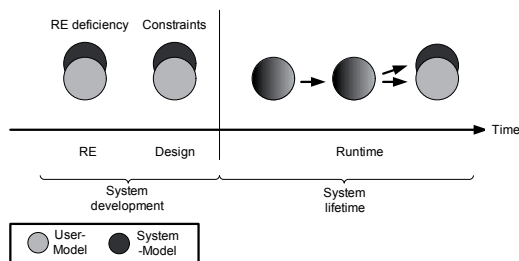 RE deficiency Constraints
Time
RE Design Runtime
System
development
System
lifetime
User-
Model
System
-Model